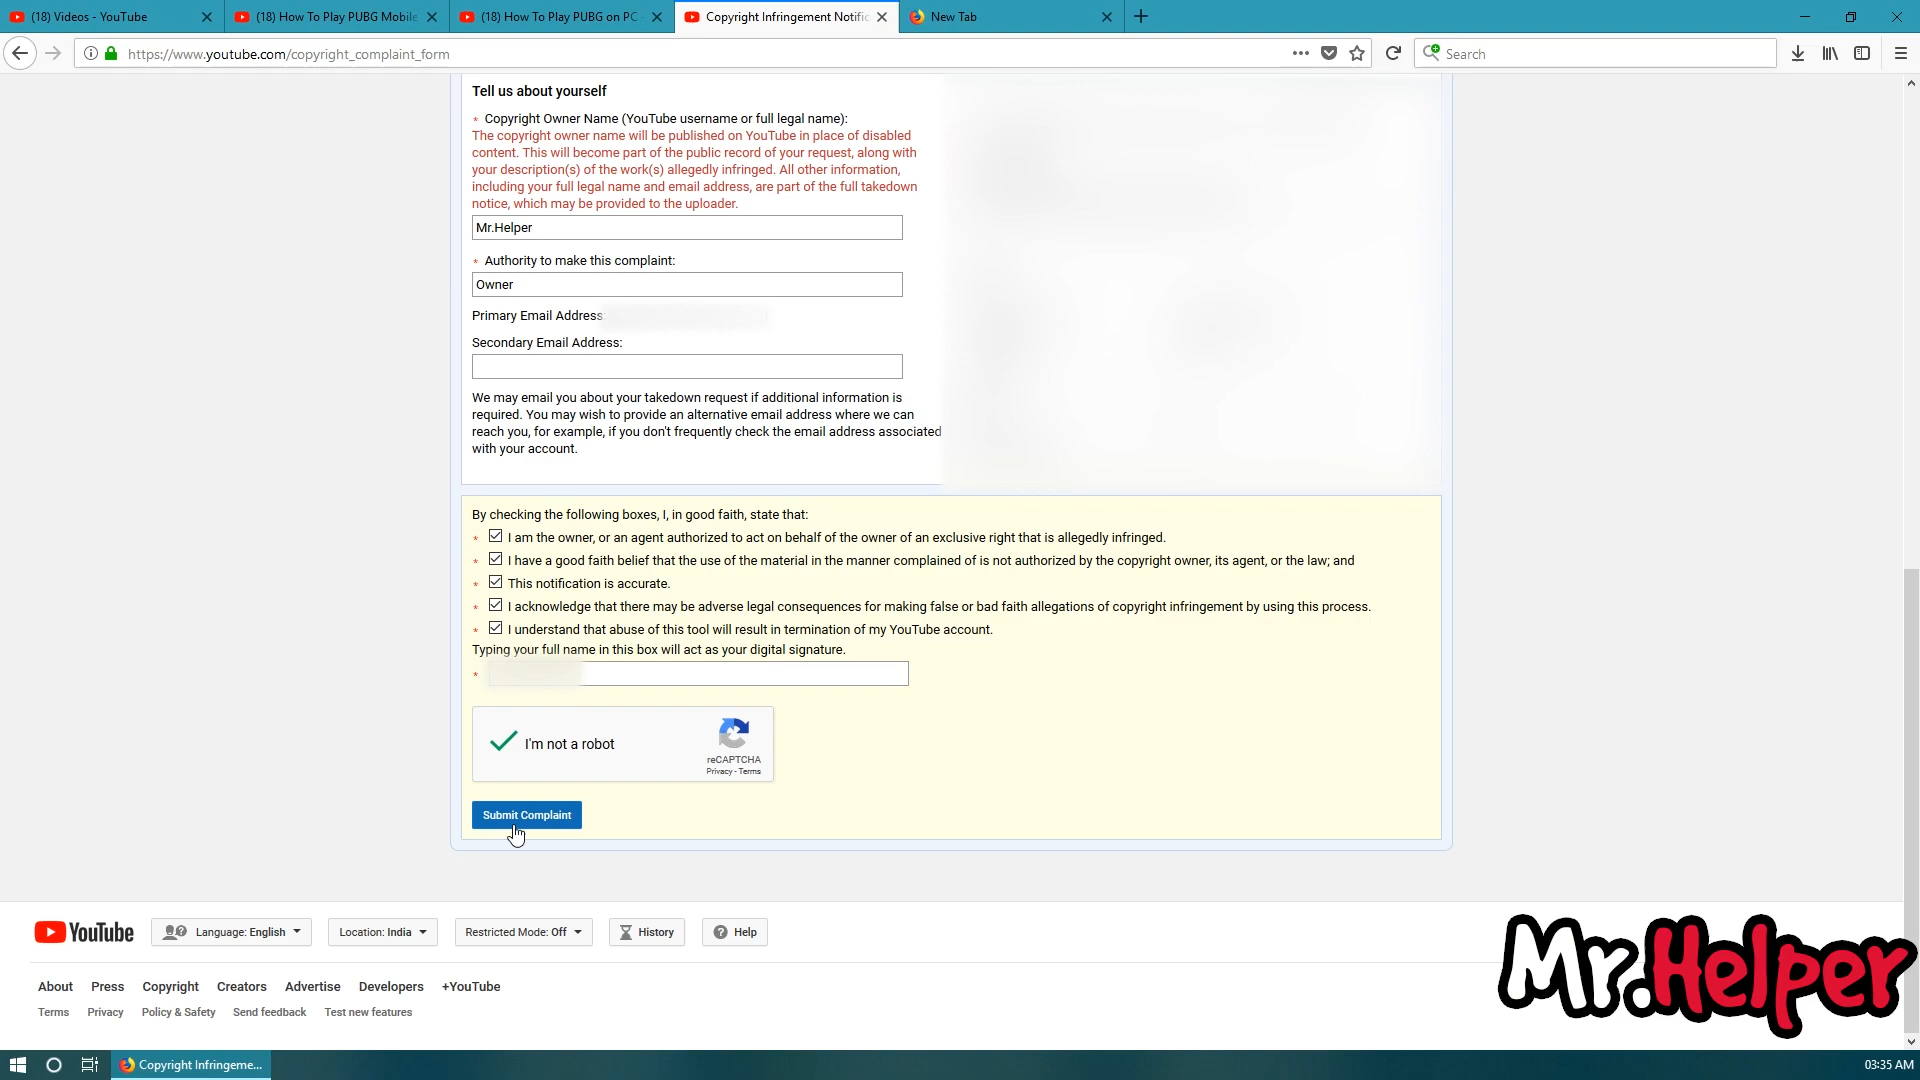 (18) Videos - YouTube
(18) How To Play PUBG Mobile
(18) How To Play PUBG on PC
Copyright Infringement Notific
New Tab
https://www.youtube.com/copyright_complaint_form
Search
Tell us about yourself
* Copyright Owner Name (YouTube username or full legal name):
The copyright owner name will be published on YouTube in place of disabled
content. This will become part of the public record of your request, along with
your description(s) of the work(s) allegedly infringed. All other information,
including your full legal name and email address, are part of the full takedown
notice, which may be provided to the uploader.
Mr.Helper
* Authority to make this complaint:
Owner
Primary Email Address:
Secondary Email Address:
We may email you about your takedown request if additional information is
required. You may wish to provide an alternative email address where we can
reach you, for example, if you don't frequently check the email address associated
with your account.
By checking the following boxes, I, in good faith, state that:
* I am the owner, or an agent authorized to act on behalf of the owner of an exclusive right that is allegedly infringed.
* I have a good faith belief that the use of the material in the manner complained of is not authorized by the copyright owner, its agent, or the law; and
* This notification is accurate.
* I acknowledge that there may be adverse legal consequences for making false or bad faith allegations of copyright infringement by using this process.
* I understand that abuse of this tool will result in termination of my YouTube account.
Typing your full name in this box will act as your digital signature.
*
I'm not a robot
reCAPTCHA
Privacy - Terms
Submit Complaint
YouTube
Language: English
Location: India
Restricted Mode: Off
History
Help
About Press Copyright Creators Advertise Developers +YouTube
Terms Privacy Policy & Safety Send feedback Test new features
Mr.Helper
Copyright Infringeme...
03:35 AM